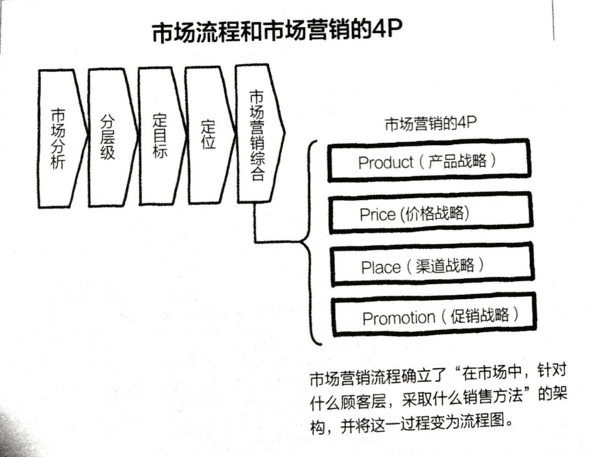 市场流程和市场营销的4P
市场分析
分层级
定目标
定位
市场营销综合
市场营销的4P
Product（产品战略）
Price (价格战略)
Place（渠道战略）
Promotion（促销战略）
市场营销流程确立了“在市场中，针对
什么顾客层，采取什么销售方法”的架
构，并将这一过程变为流程图。